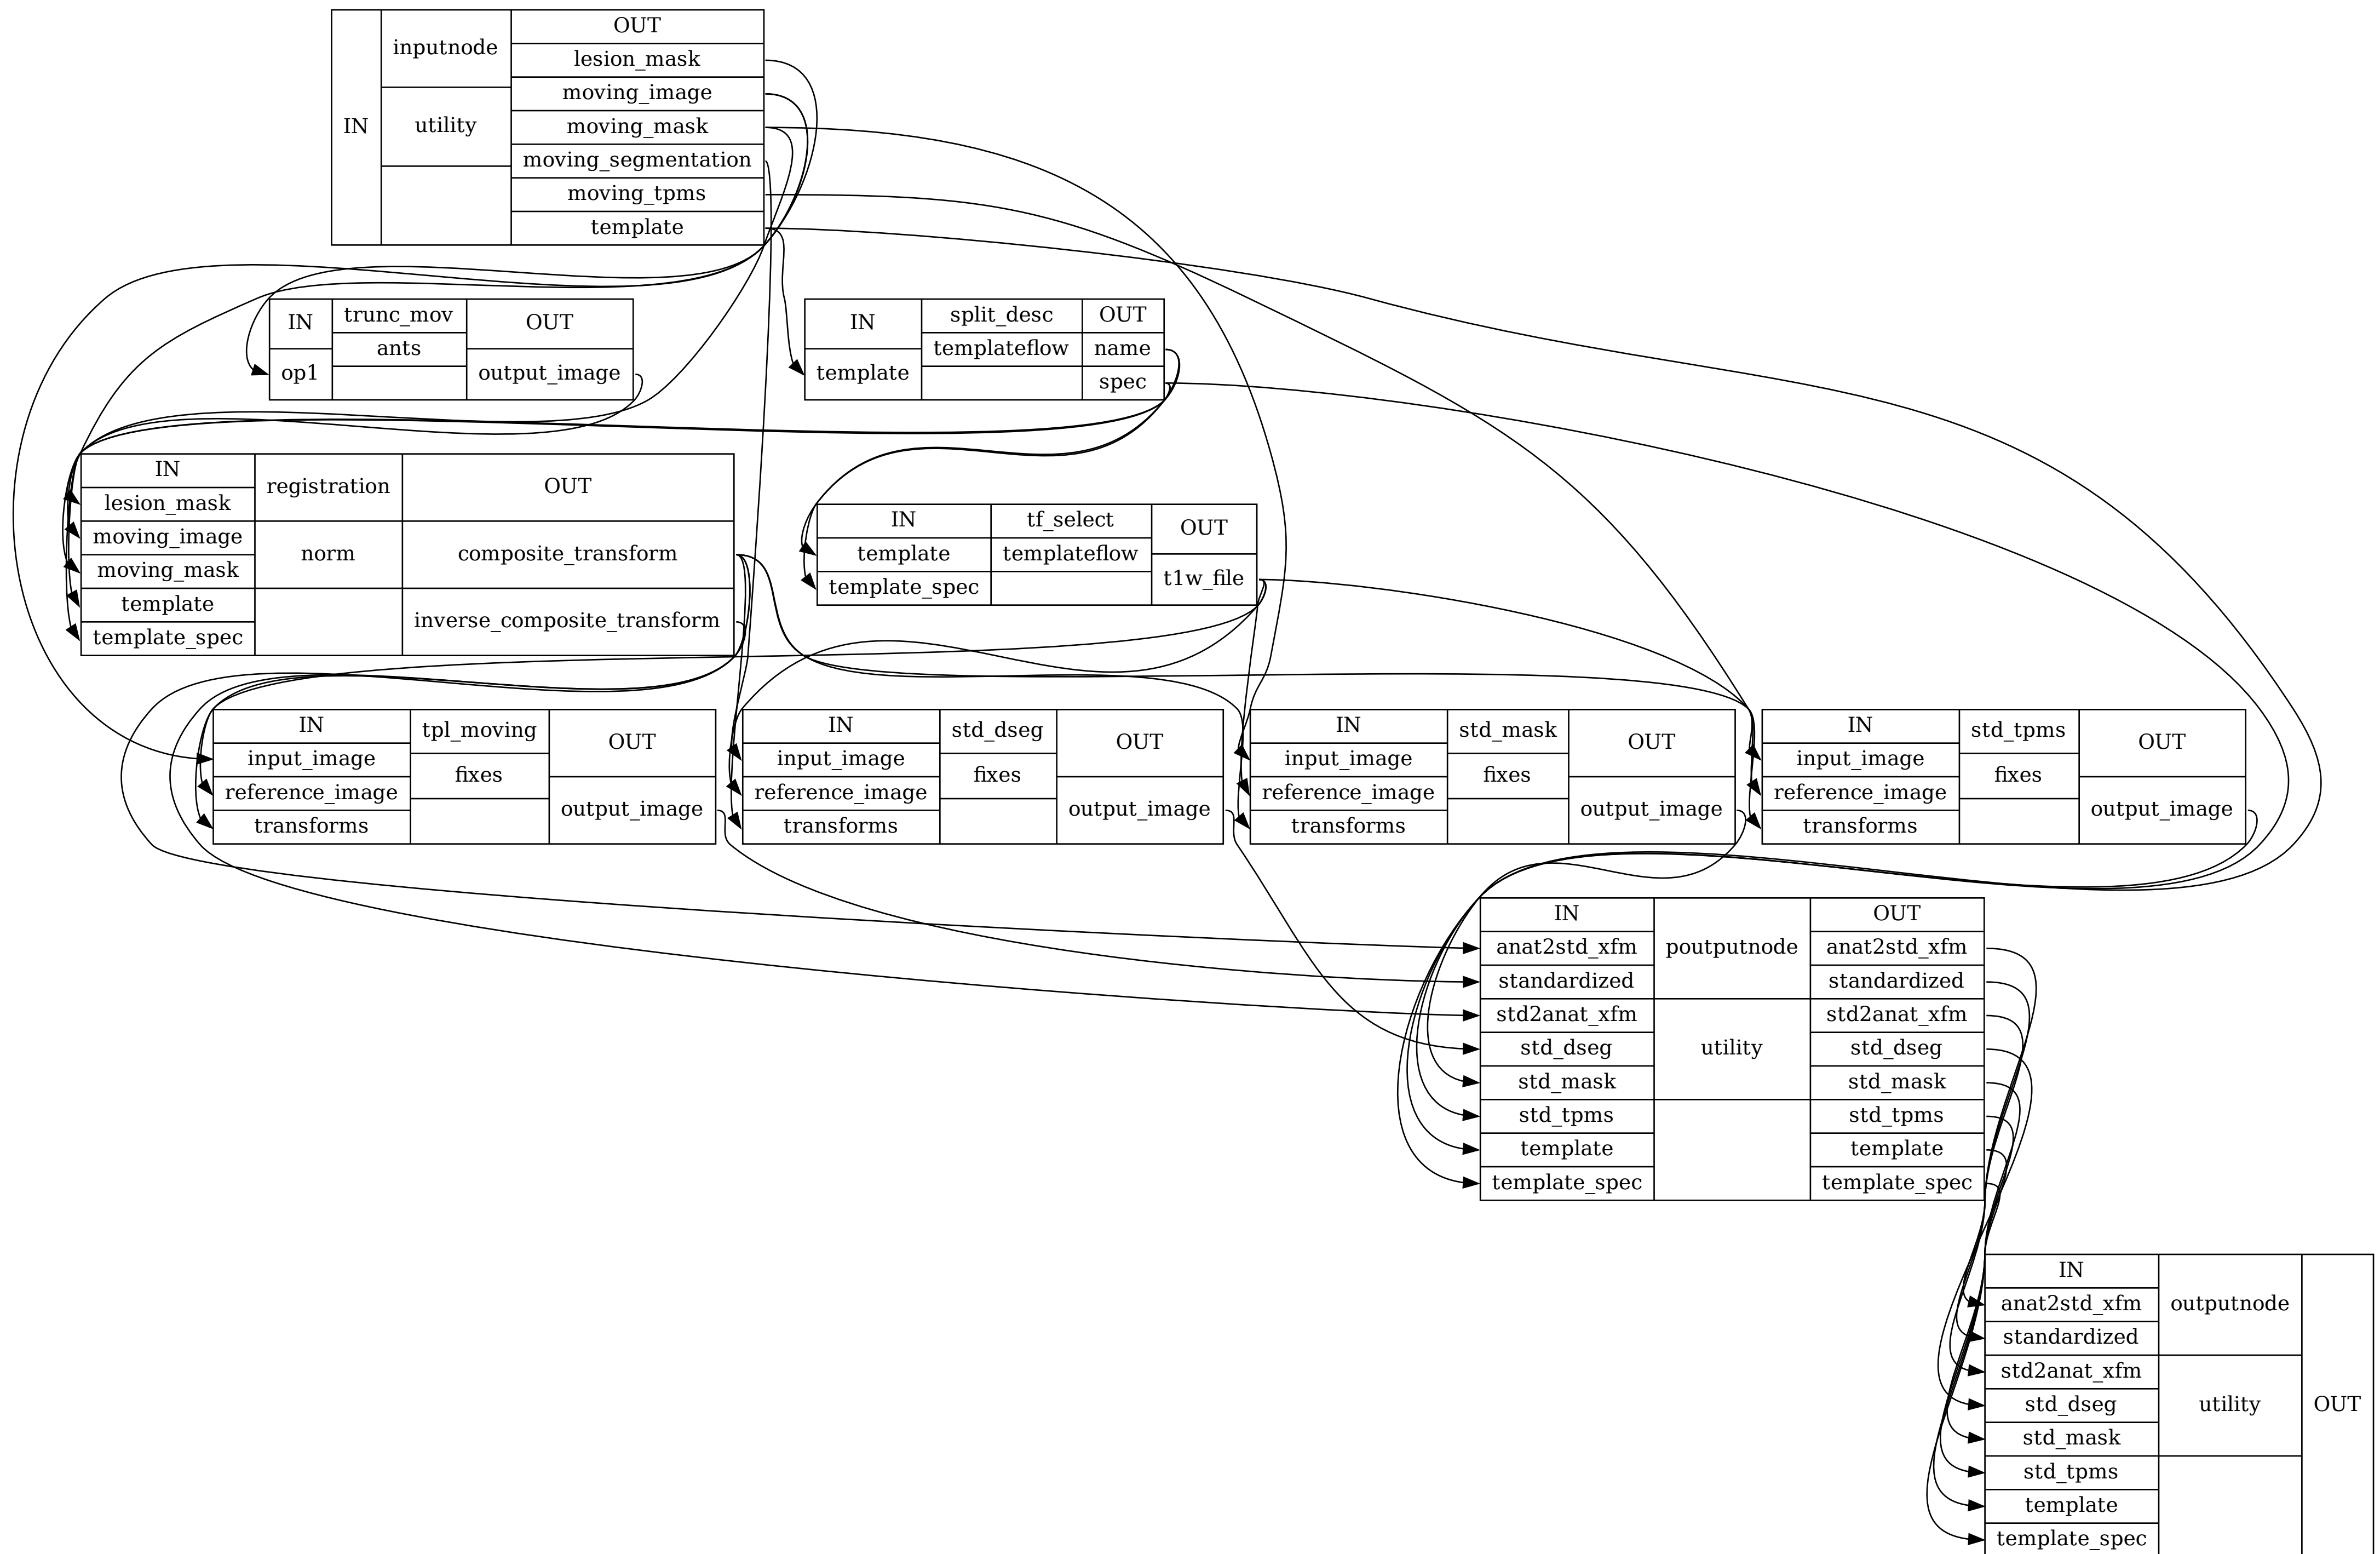 IN
inputnode
utility
OUT
lesion_mask
moving_image
moving_mask
moving_segmentation
moving_tpms
template
IN
op1
trunc_mov
ants
OUT
output_image
IN
template
split_desc
templateflow
OUT
name
spec
IN
lesion_mask
moving_image
moving_mask
template
template_spec
registration
norm
OUT
composite_transform
inverse_composite_transform
IN
template
template_spec
tf_select
templateflow
OUT
t1w_file
IN
input_image
reference_image
transforms
tpl_moving
fixes
OUT
output_image
IN
input_image
reference_image
transforms
std_dseg
fixes
OUT
output_image
IN
input_image
reference_image
transforms
std_mask
fixes
OUT
output_image
IN
input_image
reference_image
transforms
std_tpms
fixes
OUT
output_image
IN
anat2std_xfm
standardized
std2anat_xfm
std_dseg
std_mask
std_tpms
template
template_spec
poutputnode
utility
OUT
anat2std_xfm
standardized
std2anat_xfm
std_dseg
std_mask
std_tpms
template
template_spec
IN
anat2std_xfm
standardized
std2anat_xfm
std_dseg
std_mask
std_tpms
template
template_spec
outputnode
utility
OUT